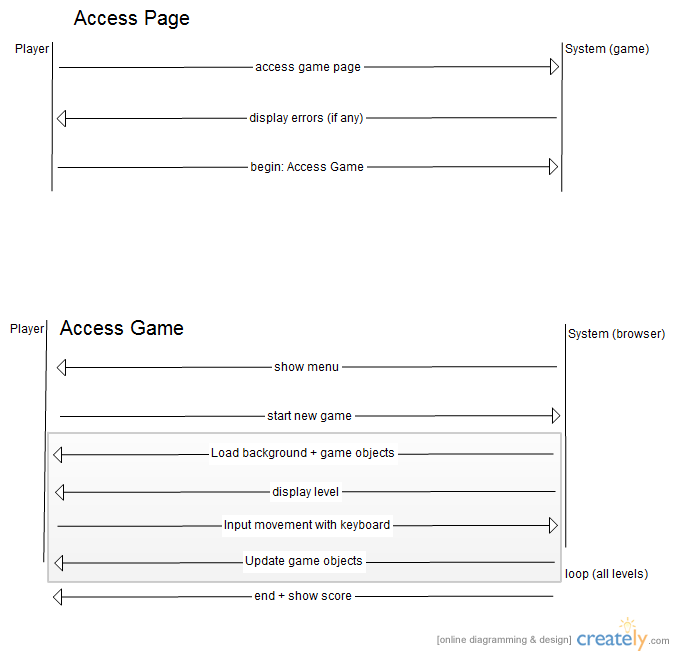 Access Page
Player
System (game)
access game page
display errors (if any)
begin: Access Game
Player
Access Game
System (browser)
show menu
start new game
Load background + game objects
display level
Input movement with keyboard
Update game objects
loop (all levels)
end + show score
[online diagramming & design] creately.com